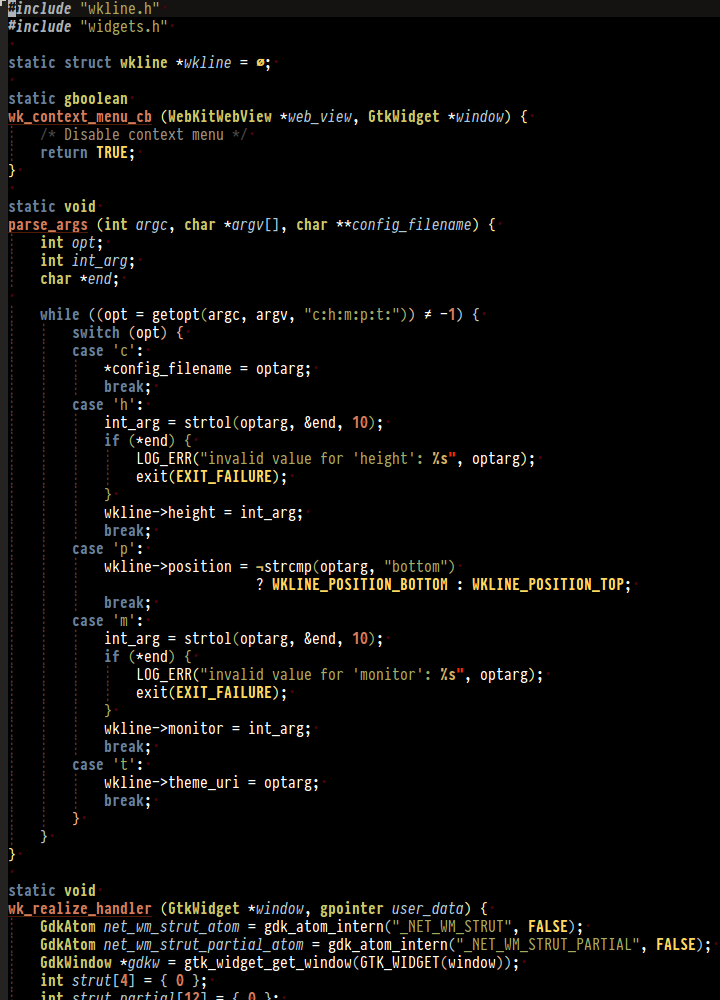 #include "wkline.h"
#include "widgets.h"

static struct wkline *wkline = ∅;

static gboolean
wk_context_menu_cb (WebKitWebView *web_view, GtkWidget *window) {
    /* Disable context menu */
    return TRUE;
}

static void
parse_args (int argc, char *argv[], char **config_filename) {
    int opt;
    int int_arg;
    char *end;

    while ((opt = getopt(argc, argv, "c:h:m:p:t:")) ≠ -1) {
        switch (opt) {
        case 'c':
            *config_filename = optarg;
            break;
        case 'h':
            int_arg = strtol(optarg, &end, 10);
            if (*end) {
                LOG_ERR("invalid value for 'height': %s", optarg);
                exit(EXIT_FAILURE);
            }
            wkline->height = int_arg;
            break;
        case 'p':
            wkline->position = ¬strcmp(optarg, "bottom")
                               ? WKLINE_POSITION_BOTTOM : WKLINE_POSITION_TOP;
            break;
        case 'm':
            int_arg = strtol(optarg, &end, 10);
            if (*end) {
                LOG_ERR("invalid value for 'monitor': %s", optarg);
                exit(EXIT_FAILURE);
            }
            wkline->monitor = int_arg;
            break;
        case 't':
            wkline->theme_uri = optarg;
            break;
        }
    }
}

static void
wk_realize_handler (GtkWidget *window, gpointer user_data) {
    GdkAtom net_wm_strut_atom = gdk_atom_intern("_NET_WM_STRUT", FALSE);
    GdkAtom net_wm_strut_partial_atom = gdk_atom_intern("_NET_WM_STRUT_PARTIAL", FALSE);
    GdkWindow *gdkw = gtk_widget_get_window(GTK_WIDGET(window));
    int strut[4] = { 0 };
    int strut_partial[12] = { 0 };